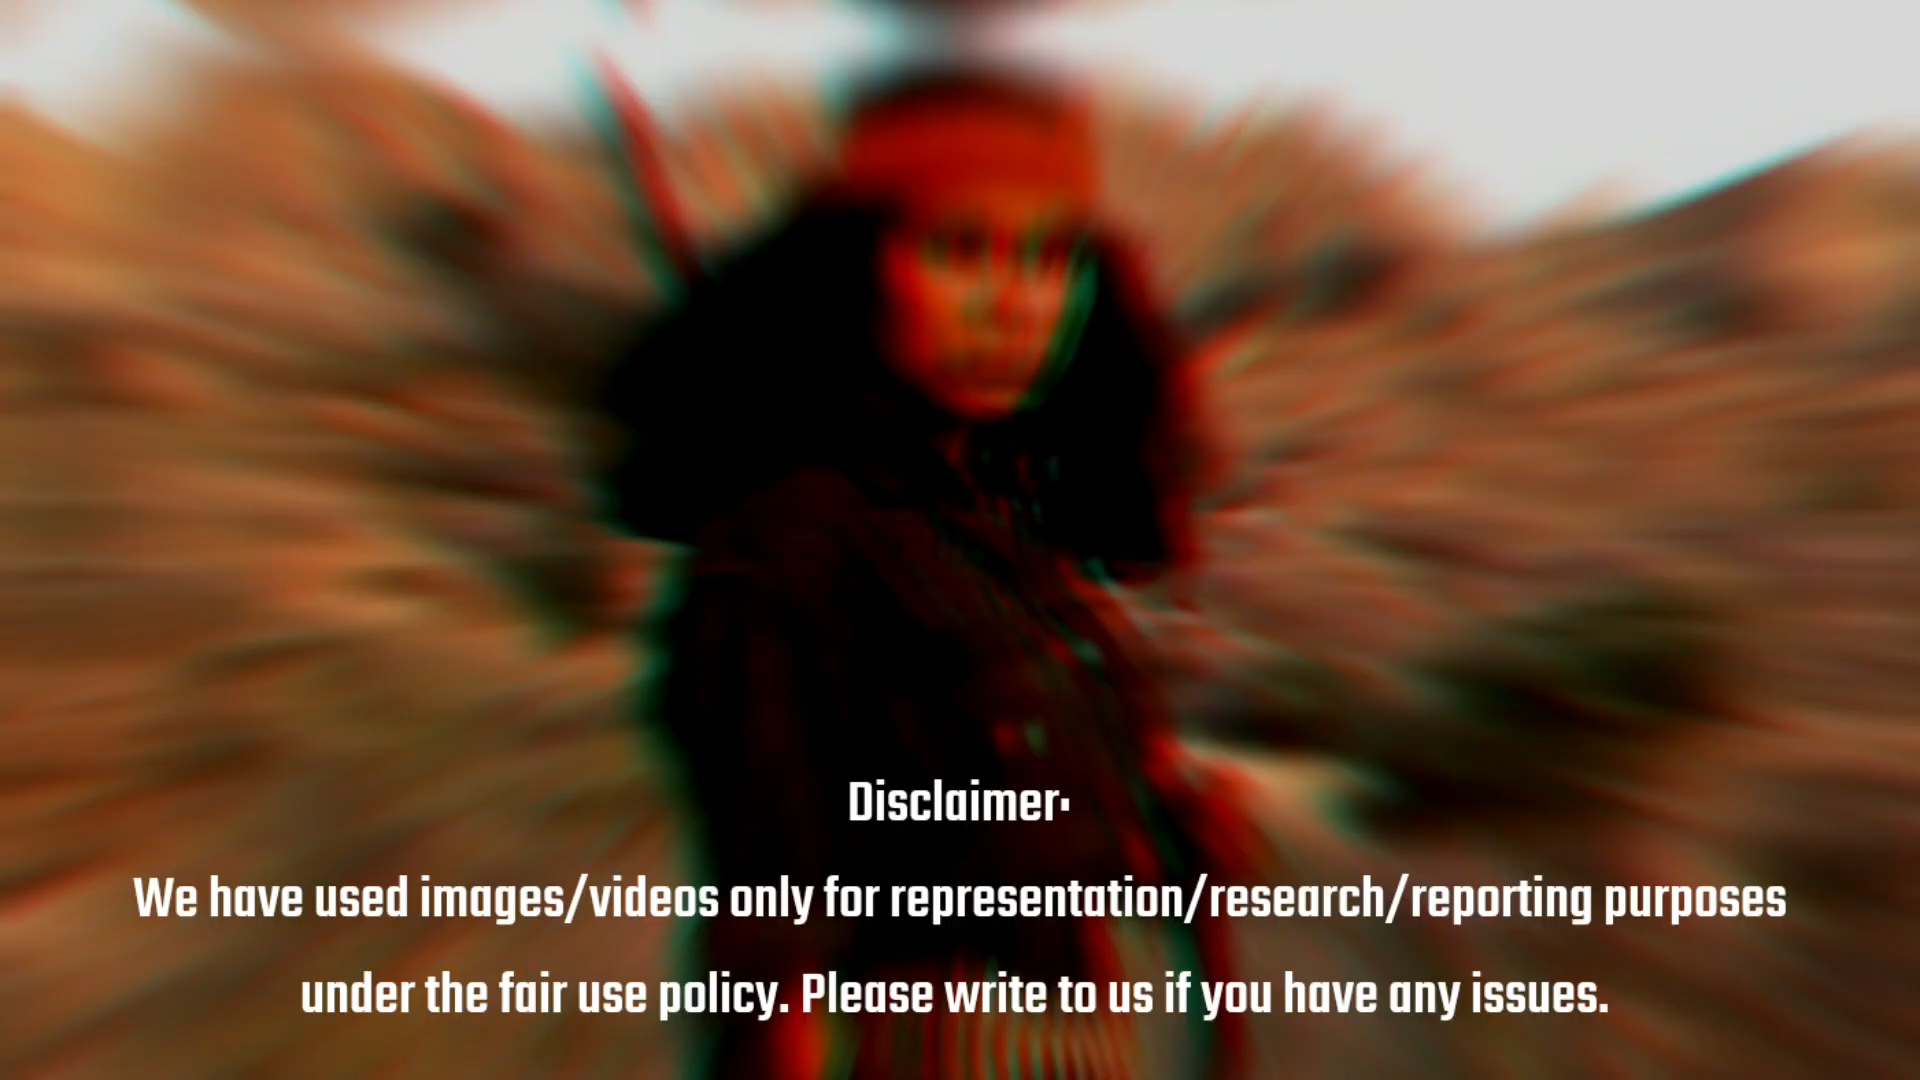 Disclaimer:
We have used images/videos only for representation/research/reporting purposes
under the fair use policy. Please write to us if you have any issues.